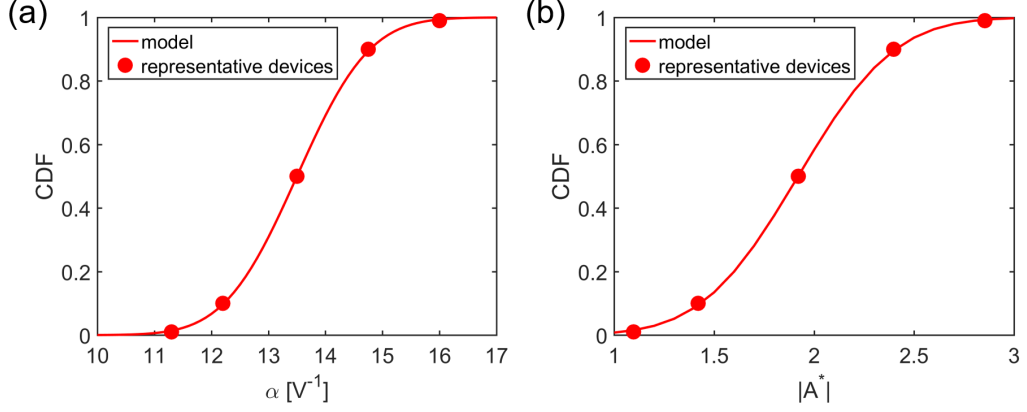 (a)
model
representative devices
1
0.8
0.6
0.4
0.2
0
CDF
10 11 12 13 14 15 16 17
α [V⁻¹]
(b)
model
representative devices
1
0.8
0.6
0.4
0.2
0
CDF
1 1.5 2 2.5 3
|A*|